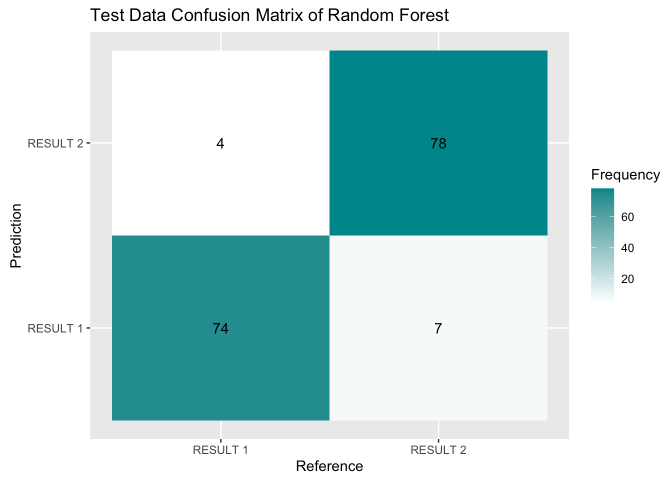 Test Data Confusion Matrix of Random Forest
Prediction
RESULT 2
4
78
RESULT 1
74
7
RESULT 1
RESULT 2
Reference
Frequency
60
40
20